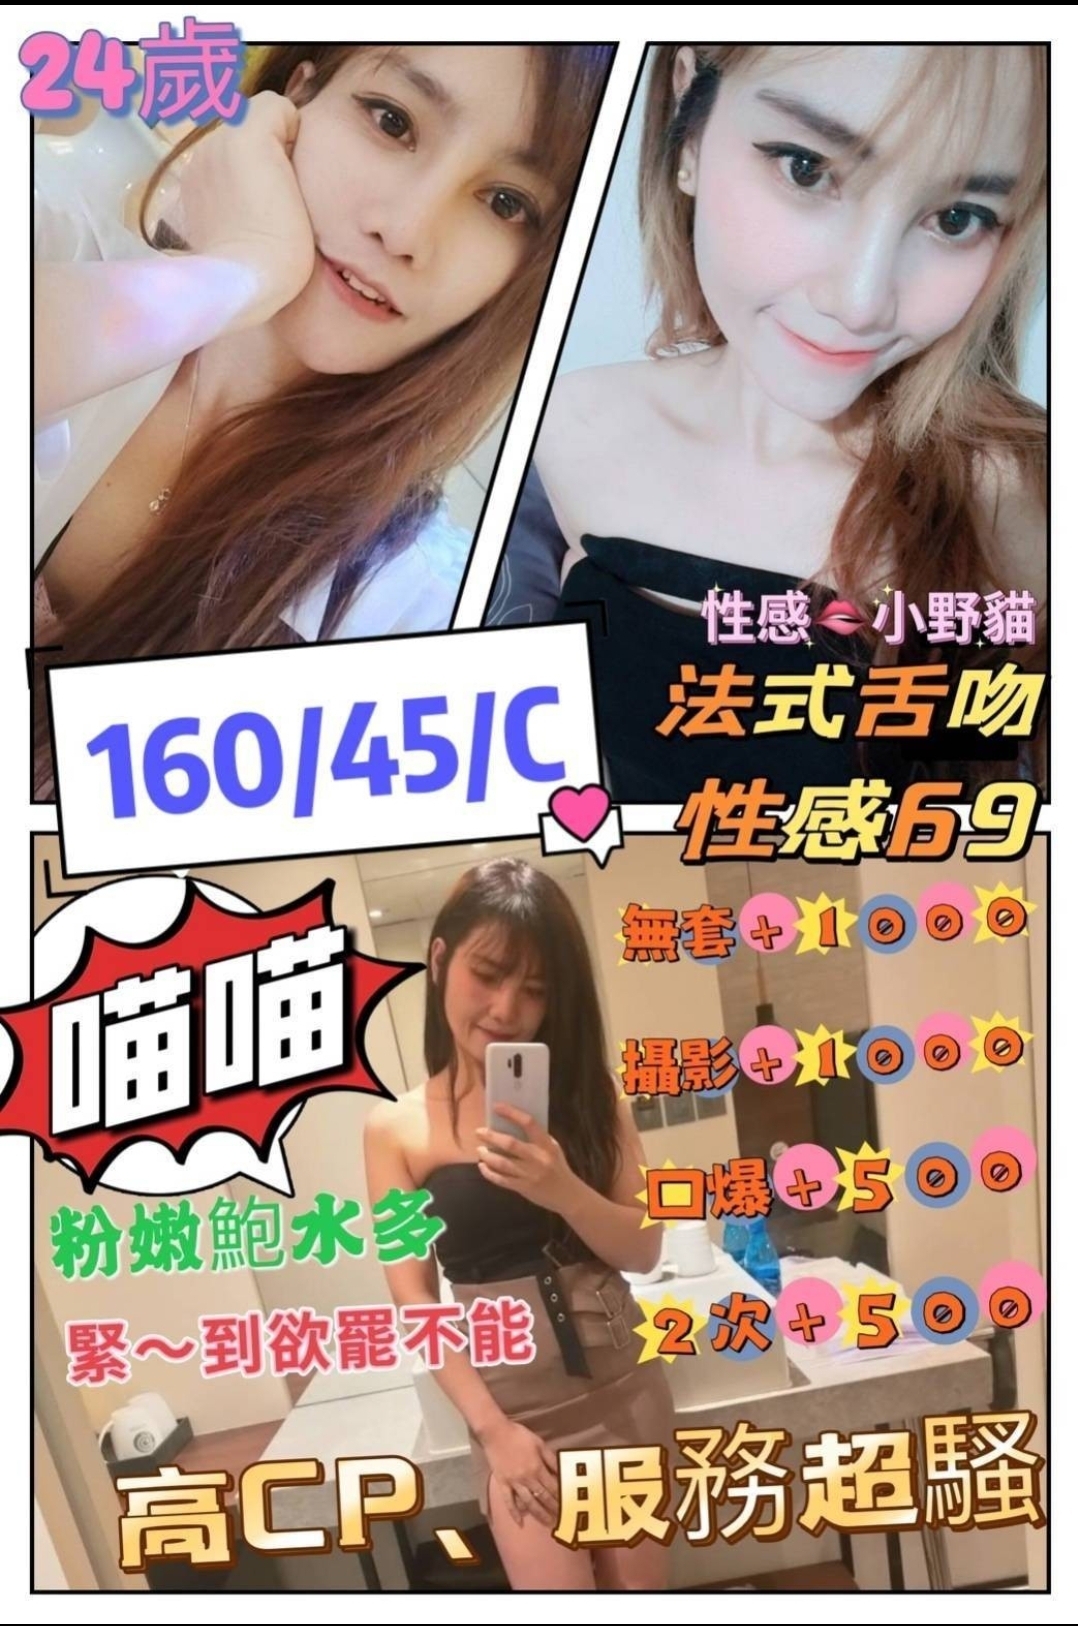 24歲
性感💋小野貓
法式舌吻
160/45/C
性感69
喵喵
無套+1000
攝影+1000
口爆+500
粉嫩鮑水多
緊～到欲罷不能
2次+500
高CP、服務超騷